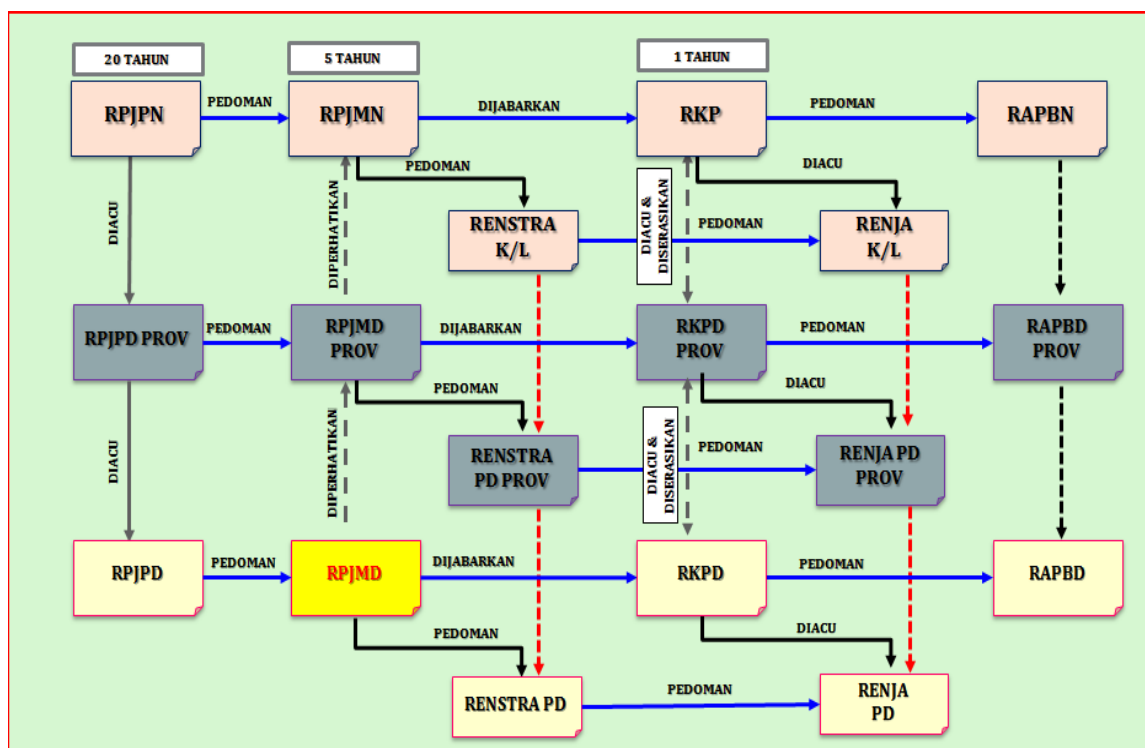 20 TAHUN
5 TAHUN
1 TAHUN
RPJPN
PEDOMAN
RPJMN
DIJABARKAN
RKP
PEDOMAN
RAPBN
DIACU
DIPERHATIKAN
PEDOMAN
RENSTRA
K/L
DIACU &
DISERASIKAN
PEDOMAN
DIACU
RENJA
K/L
RPJPD PROV
PEDOMAN
RPJMD
PROV
DIJABARKAN
RKPD
PROV
PEDOMAN
RAPBD
PROV
DIACU
DIPERHATIKAN
PEDOMAN
RENSTRA
PD PROV
DIACU &
DISERASIKAN
PEDOMAN
DIACU
RENJA PD
PROV
RPJPD
PEDOMAN
RPJMD
DIJABARKAN
RKPD
PEDOMAN
RAPBD
PEDOMAN
DIACU
RENSTRA PD
PEDOMAN
RENJA
PD